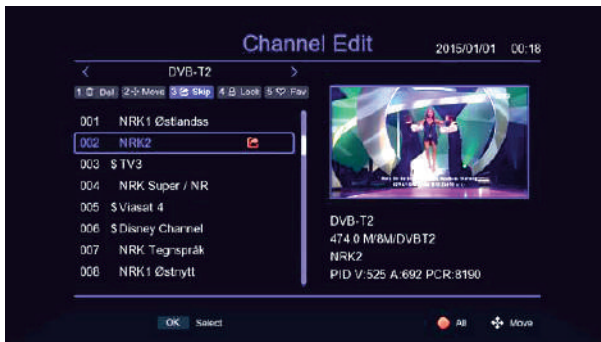 Channel Edit
2015/01/01 00:18
DVB-T2
1 Del 2 Move 3 Skip 4 Lock 5 Fav
001 NRK1 Østlandss
002 NRK2
003 $ TV3
004 NRK Super / NR
005 $ Viasat 4
006 $ Disney Channel
007 NRK Tegnspråk
008 NRK1 Østnytt
DVB-T2
474.0 M/8M/DVBT2
NRK2
PID V:525 A:692 PCR:8190
OK Select
All
Move